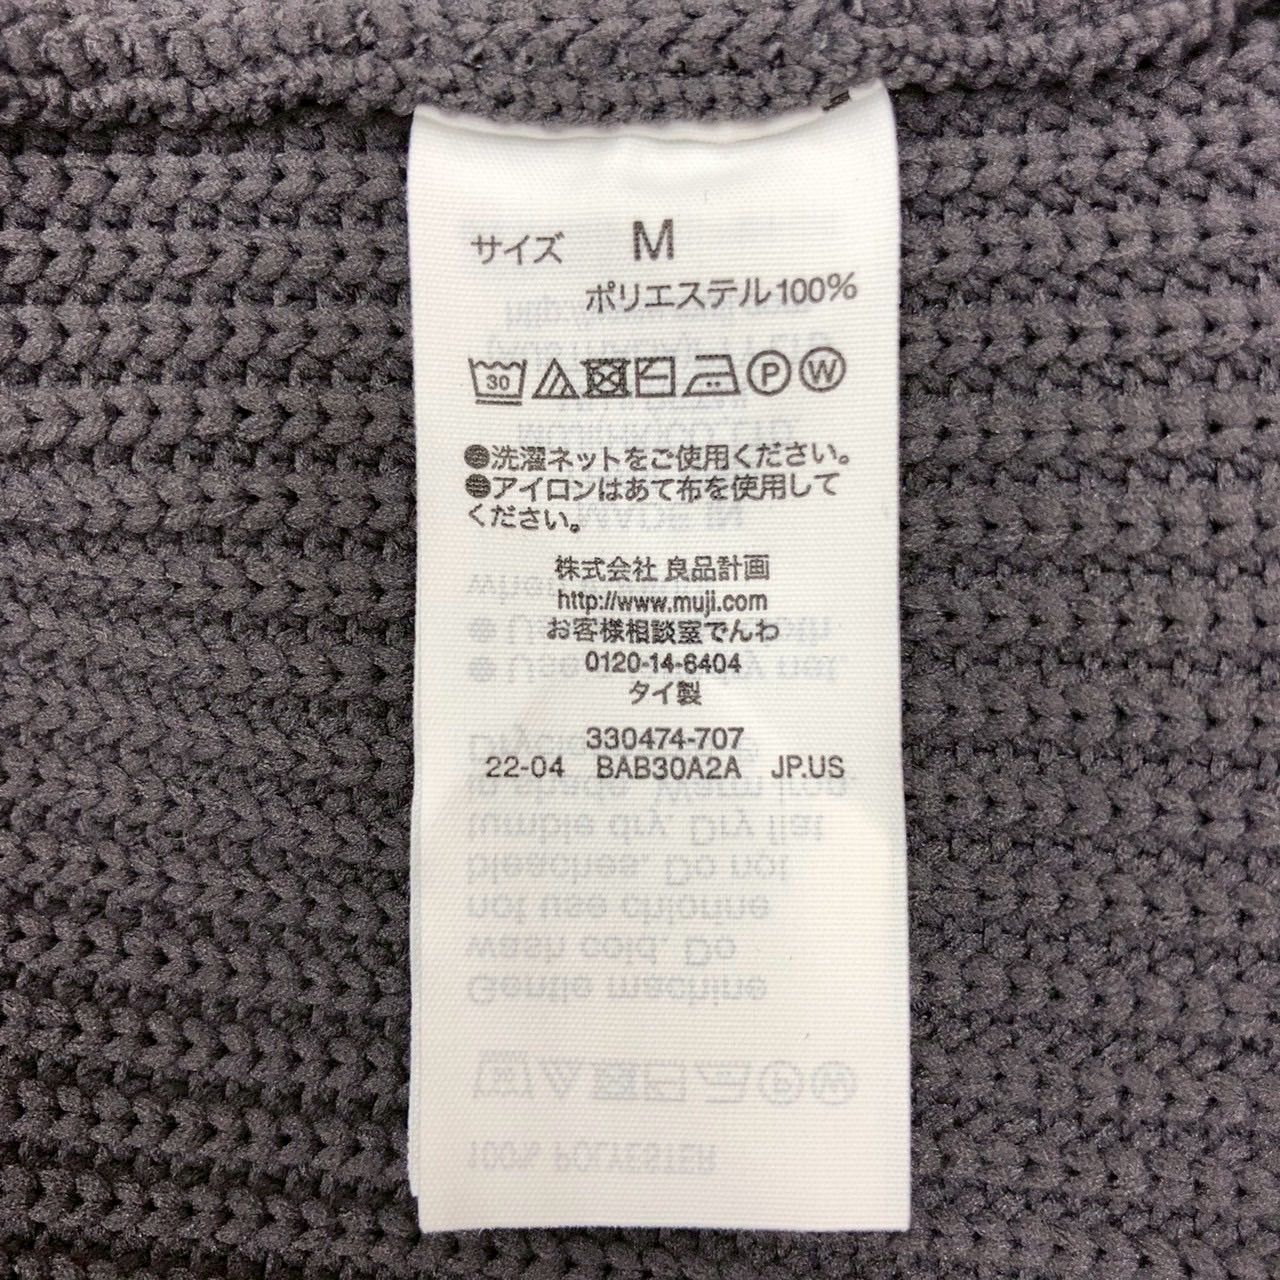 サイズ M
ポリエステル100%
30 P W
●洗濯ネットをご使用ください。
●アイロンはあて布を使用して
ください。
株式会社 良品計画
http://www.muji.com
お客様相談室でんわ
0120-14-6404
タイ製
330474-707
22-04 BAB30A2A JP.US